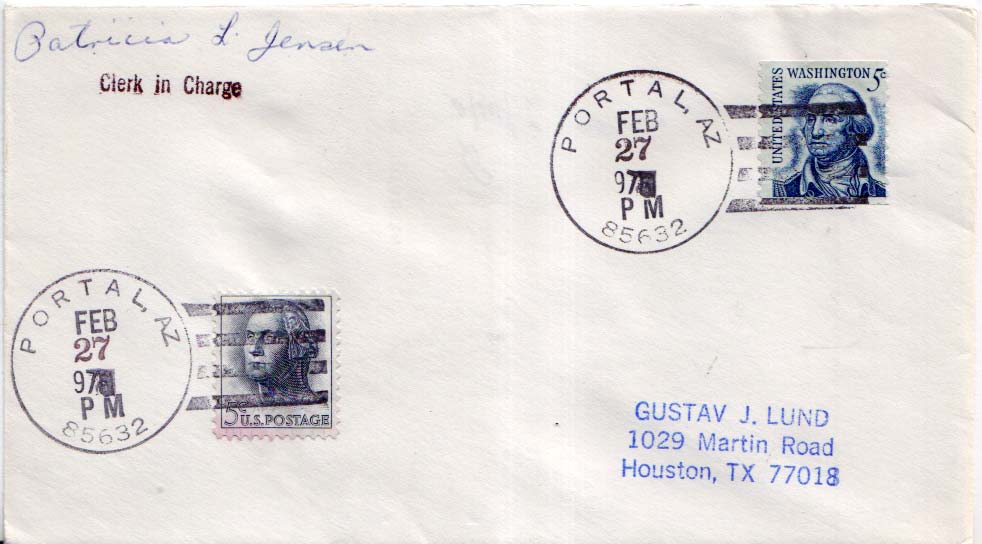 Patricia L. Jensen
Clerk in Charge
PORTAL, AZ
FEB
27
PM
85632
UNITED STATES
WASHINGTON 5c
PORTAL, AZ
FEB
27
PM
85632
5c
U.S. POSTAGE
GUSTAV J. LUND
1029 Martin Road
Houston, TX 77018